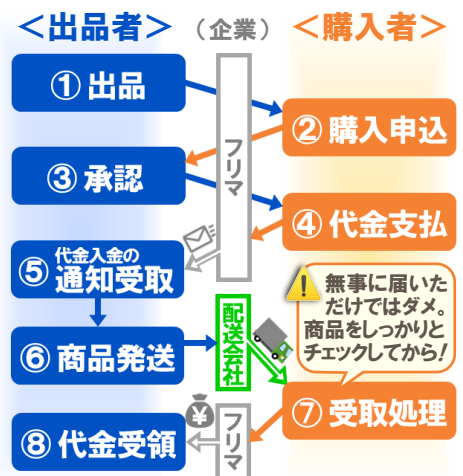 ＜出品者＞
（企業）
＜購入者＞
①出品
②購入申込
フリマ
③承認
④代金支払
代金入金の
⑤通知受取
無事に届いた
だけではダメ。
商品をしっかりと
チェックしてから!
配送会社
⑥商品発送
⑦受取処理
¥
フリマ
⑧代金受領